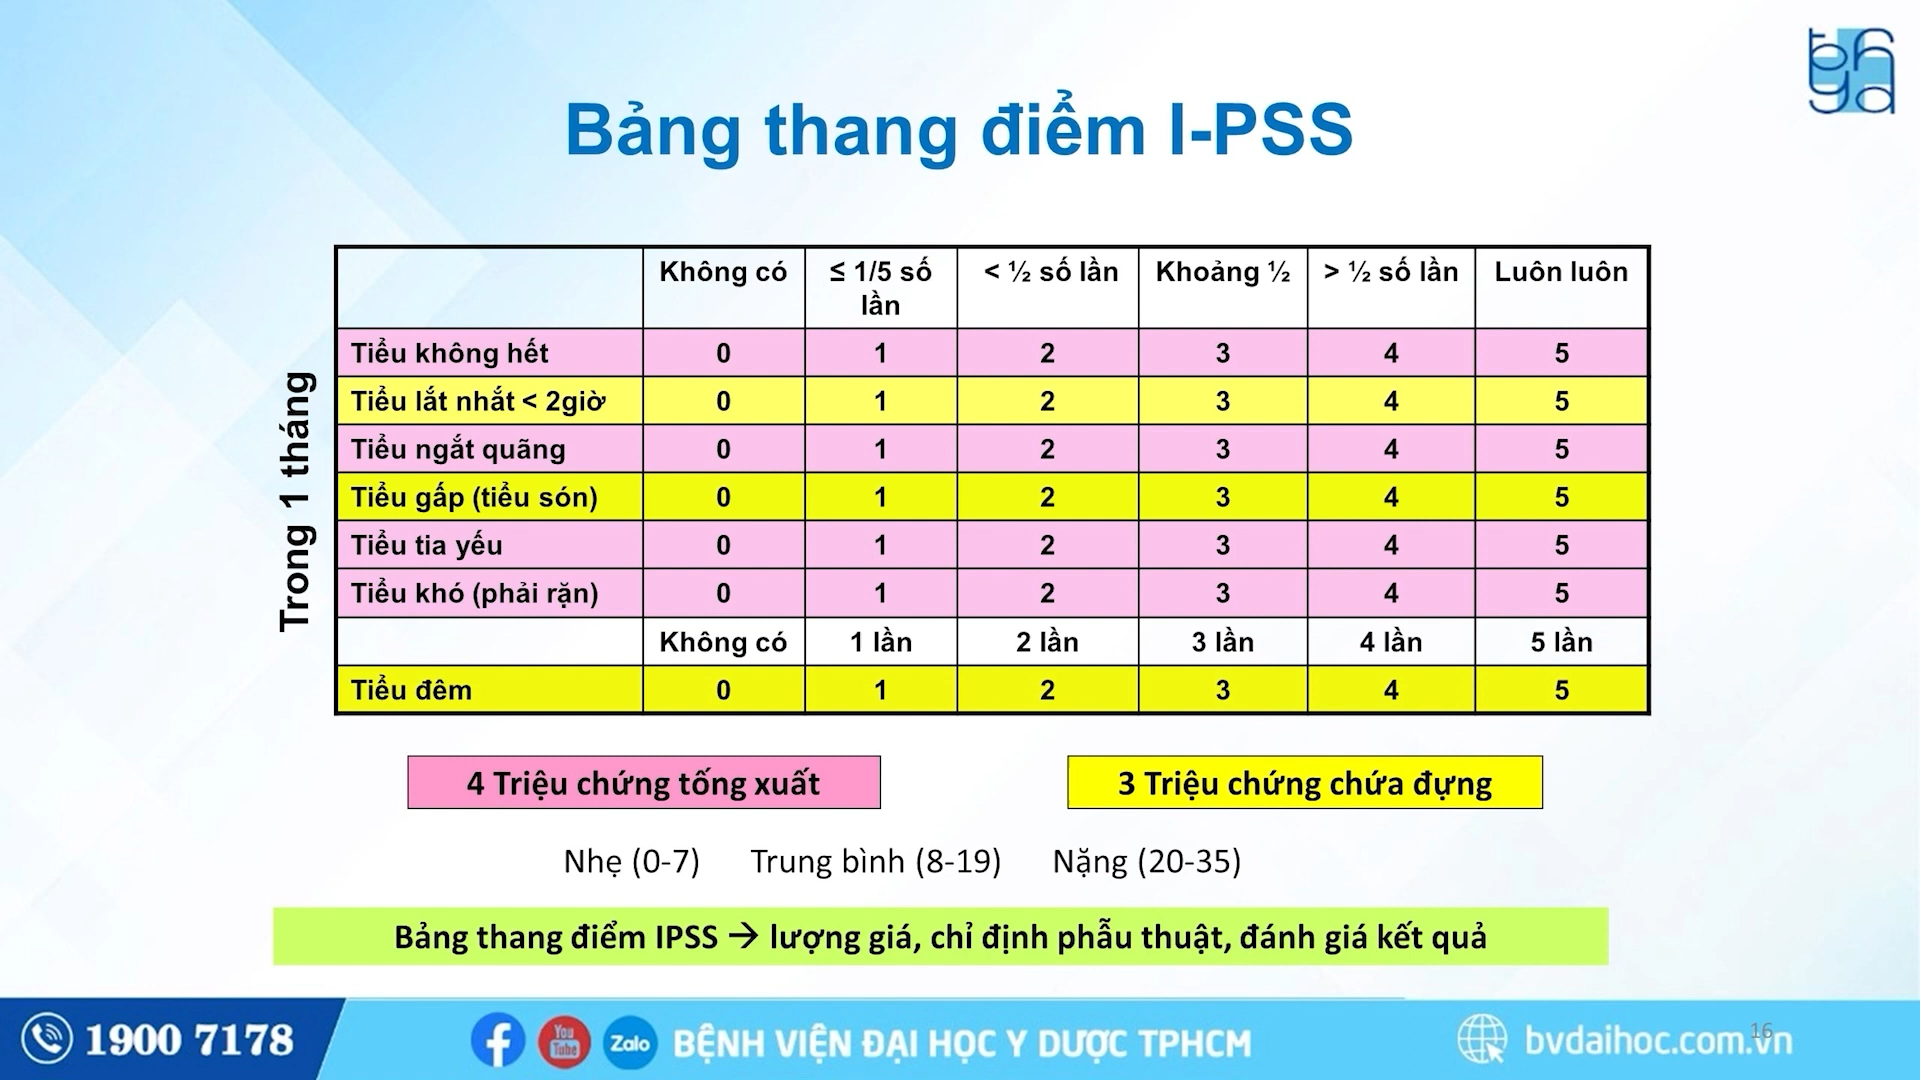 Bảng thang điểm I-PSS
Không có ≤ 1/5 số lần < ½ số lần Khoảng ½ > ½ số lần Luôn luôn
Trong 1 tháng
Tiểu không hết 0 1 2 3 4 5
Tiểu lắt nhắt < 2giờ 0 1 2 3 4 5
Tiểu ngắt quãng 0 1 2 3 4 5
Tiểu gấp (tiểu són) 0 1 2 3 4 5
Tiểu tia yếu 0 1 2 3 4 5
Tiểu khó (phải rặn) 0 1 2 3 4 5
Không có 1 lần 2 lần 3 lần 4 lần 5 lần
Tiểu đêm 0 1 2 3 4 5
4 Triệu chứng tống xuất 3 Triệu chứng chứa đựng
Nhẹ (0-7) Trung bình (8-19) Nặng (20-35)
Bảng thang điểm IPSS → lượng giá, chỉ định phẫu thuật, đánh giá kết quả
1900 7178 You Tube Zalo BỆNH VIỆN ĐẠI HỌC Y DƯỢC TPHCM bvdaihoc.com.vn
16